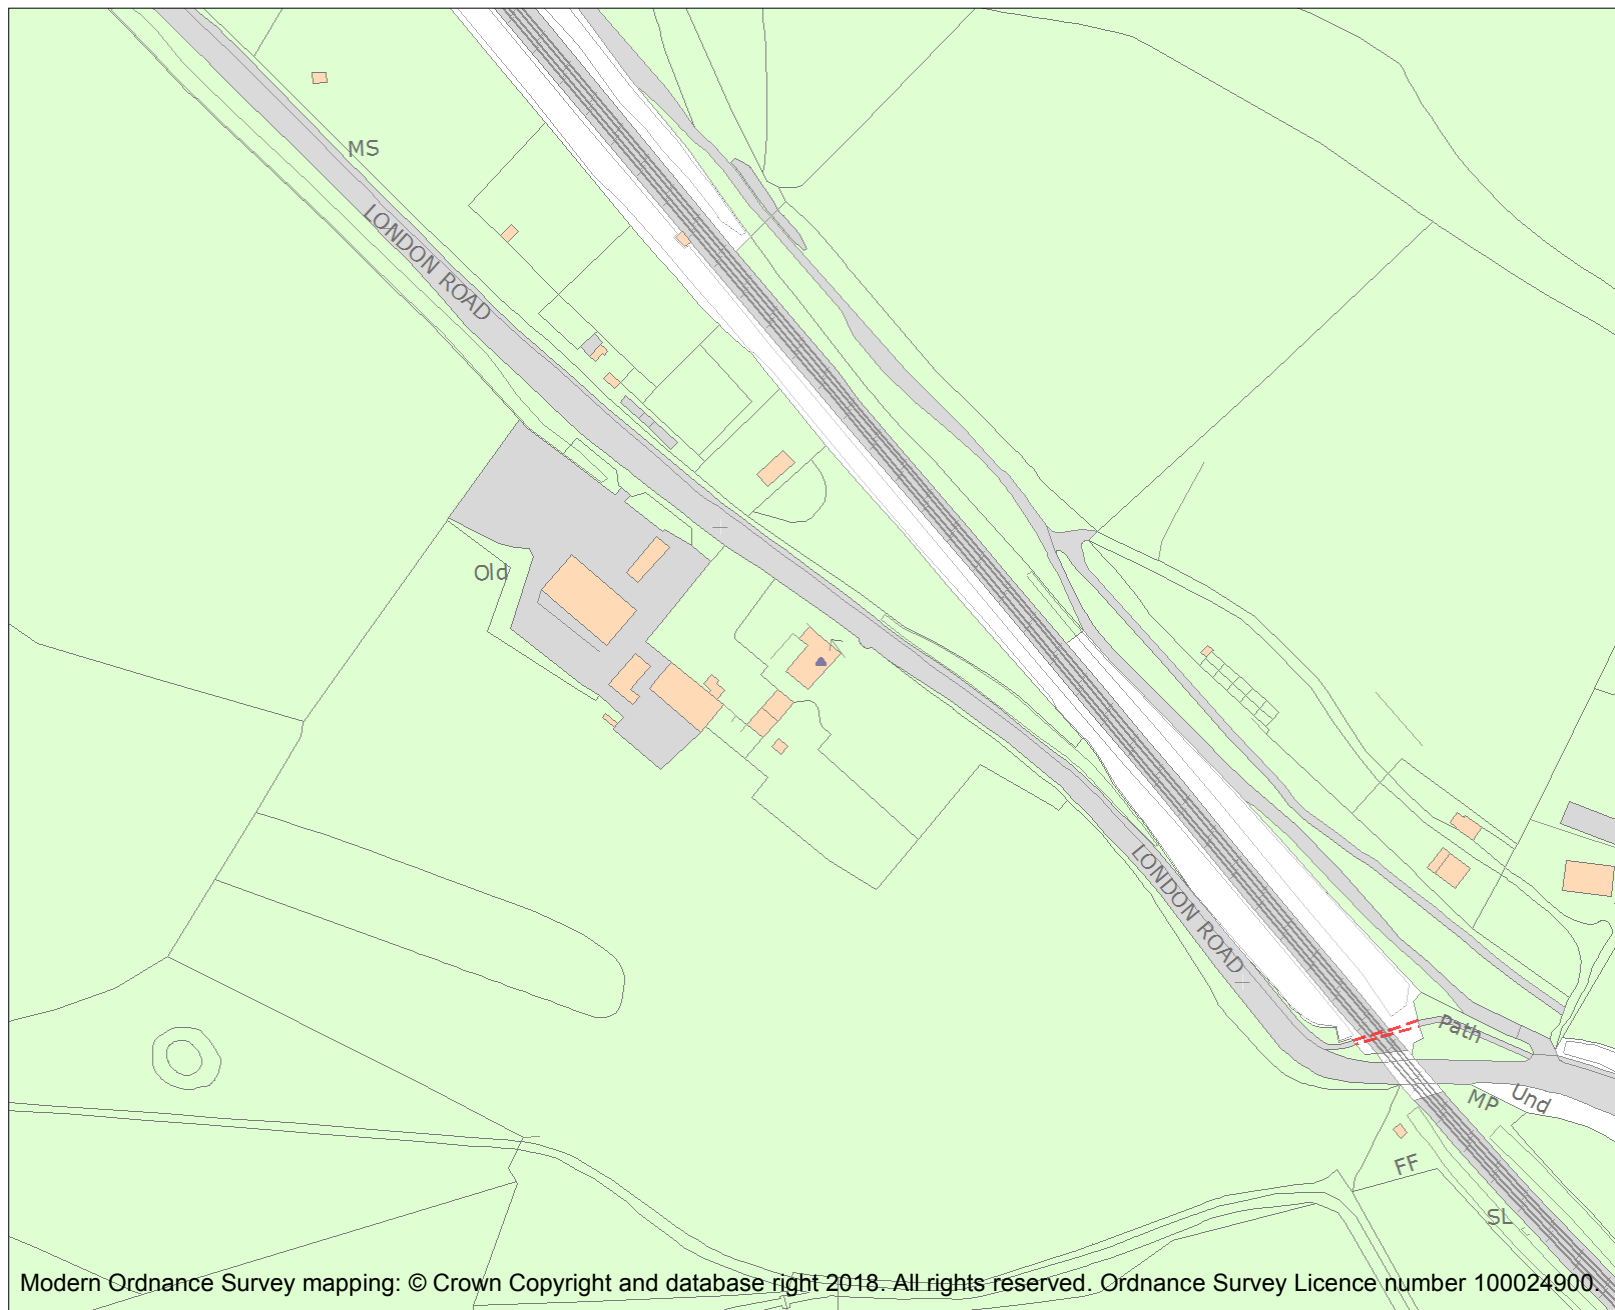 MS
LONDON ROAD
Old
LONDON ROAD
Path
MP
Und
FF
SL
Modern Ordnance Survey mapping: © Crown Copyright and database right 2018. All rights reserved. Ordnance Survey Licence number 100024900.